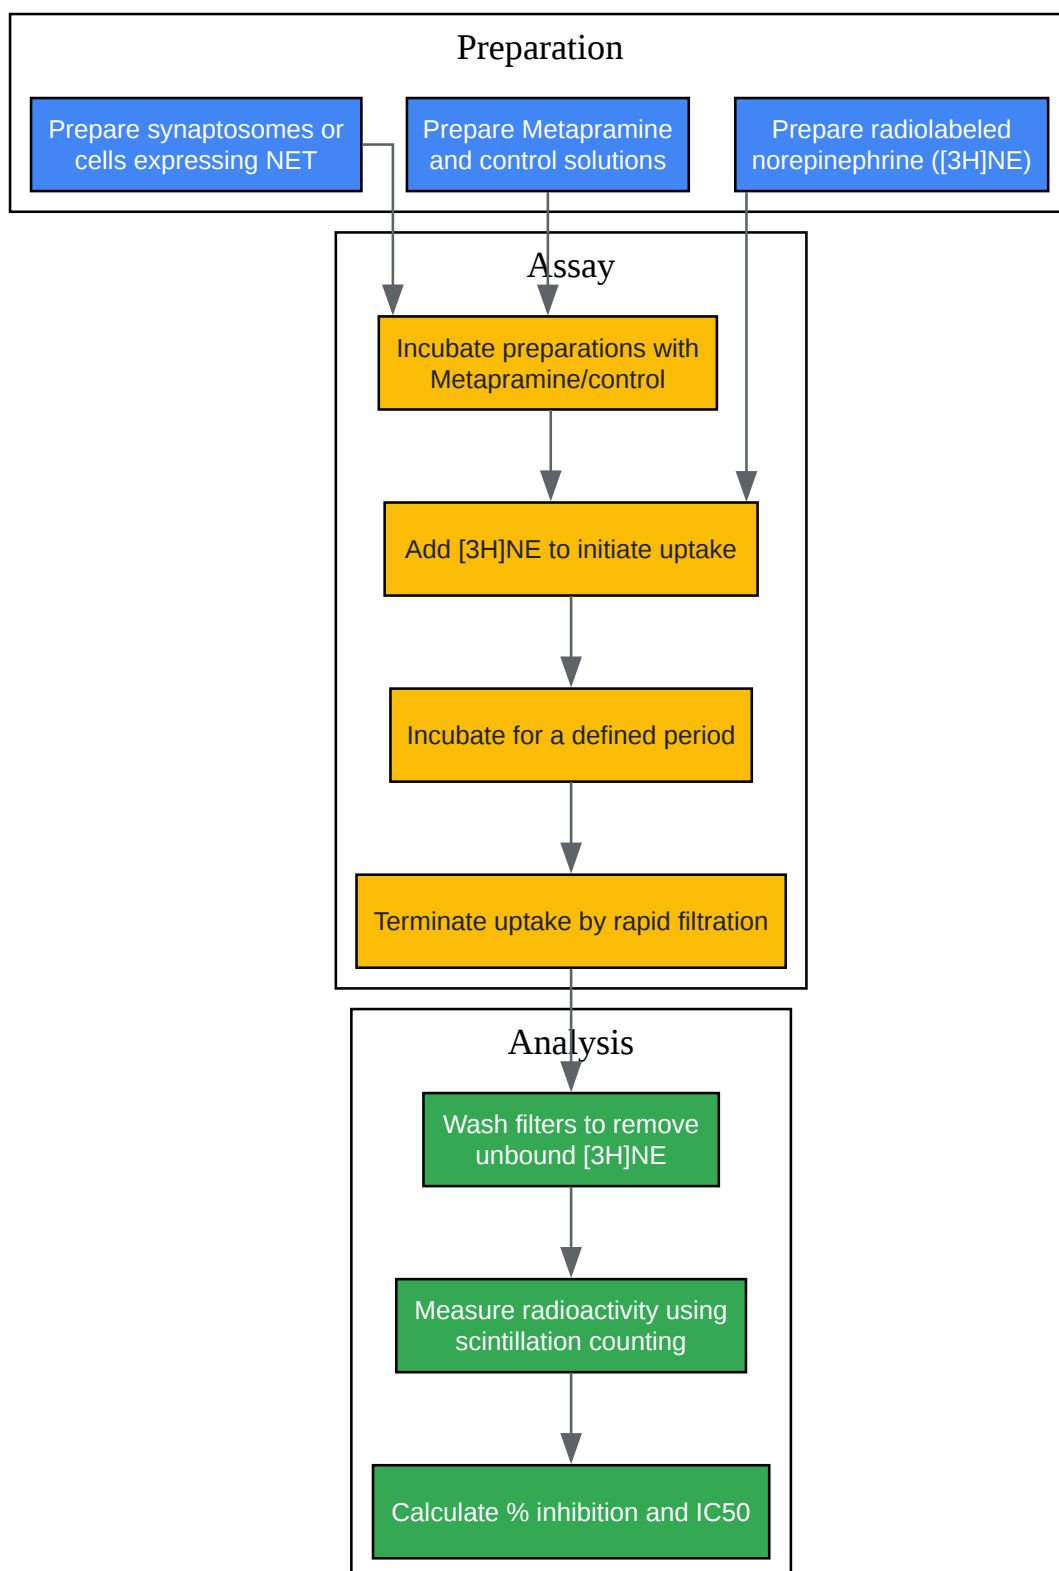 Preparation
Prepare synaptosomes or
cells expressing NET
Prepare Metapramine
and control solutions
Prepare radiolabeled
norepinephrine ([3H]NE)
Assay
Incubate preparations with
Metapramine/control
Add [3H]NE to initiate uptake
Incubate for a defined period
Terminate uptake by rapid filtration
Analysis
Wash filters to remove
unbound [3H]NE
Measure radioactivity using
scintillation counting
Calculate % inhibition and IC50